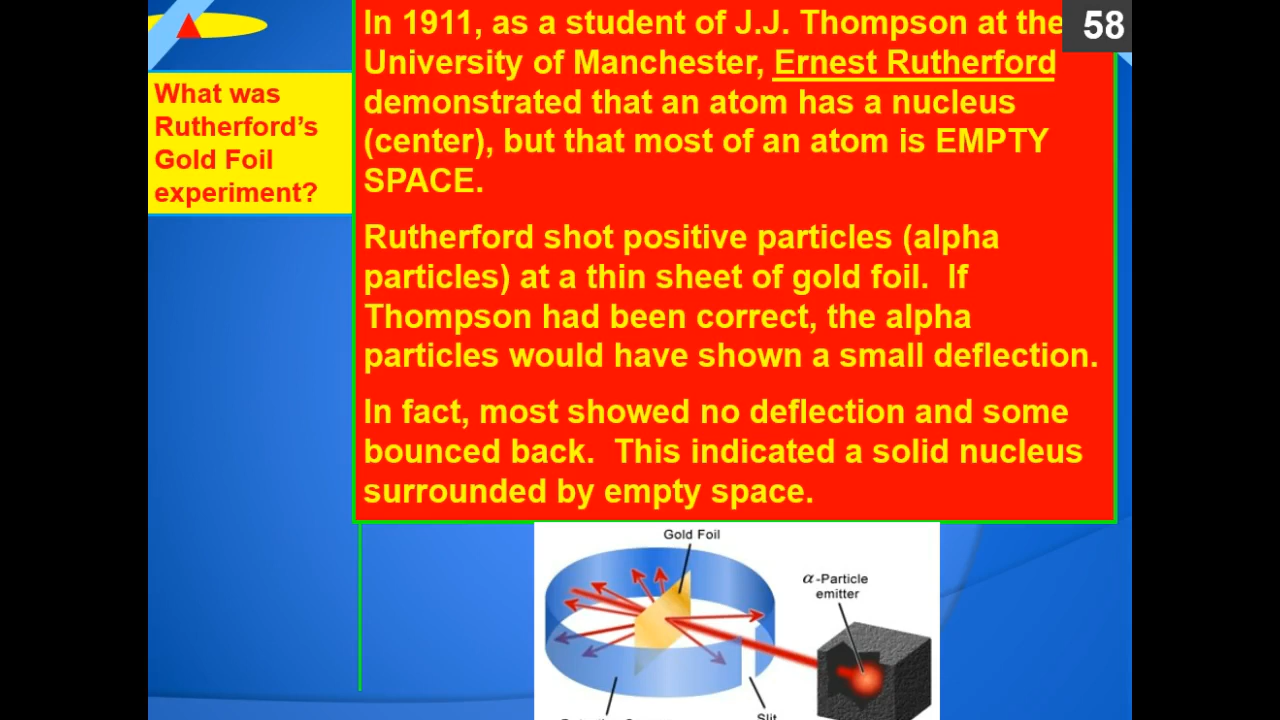 58
What was
Rutherford’s
Gold Foil
experiment?
In 1911, as a student of J.J. Thompson at the
University of Manchester, Ernest Rutherford
demonstrated that an atom has a nucleus
(center), but that most of an atom is EMPTY
SPACE.
Rutherford shot positive particles (alpha
particles) at a thin sheet of gold foil.  If
Thompson had been correct, the alpha
particles would have shown a small deflection.
In fact, most showed no deflection and some
bounced back.  This indicated a solid nucleus
surrounded by empty space.
Gold Foil
α-Particle
emitter
Slit